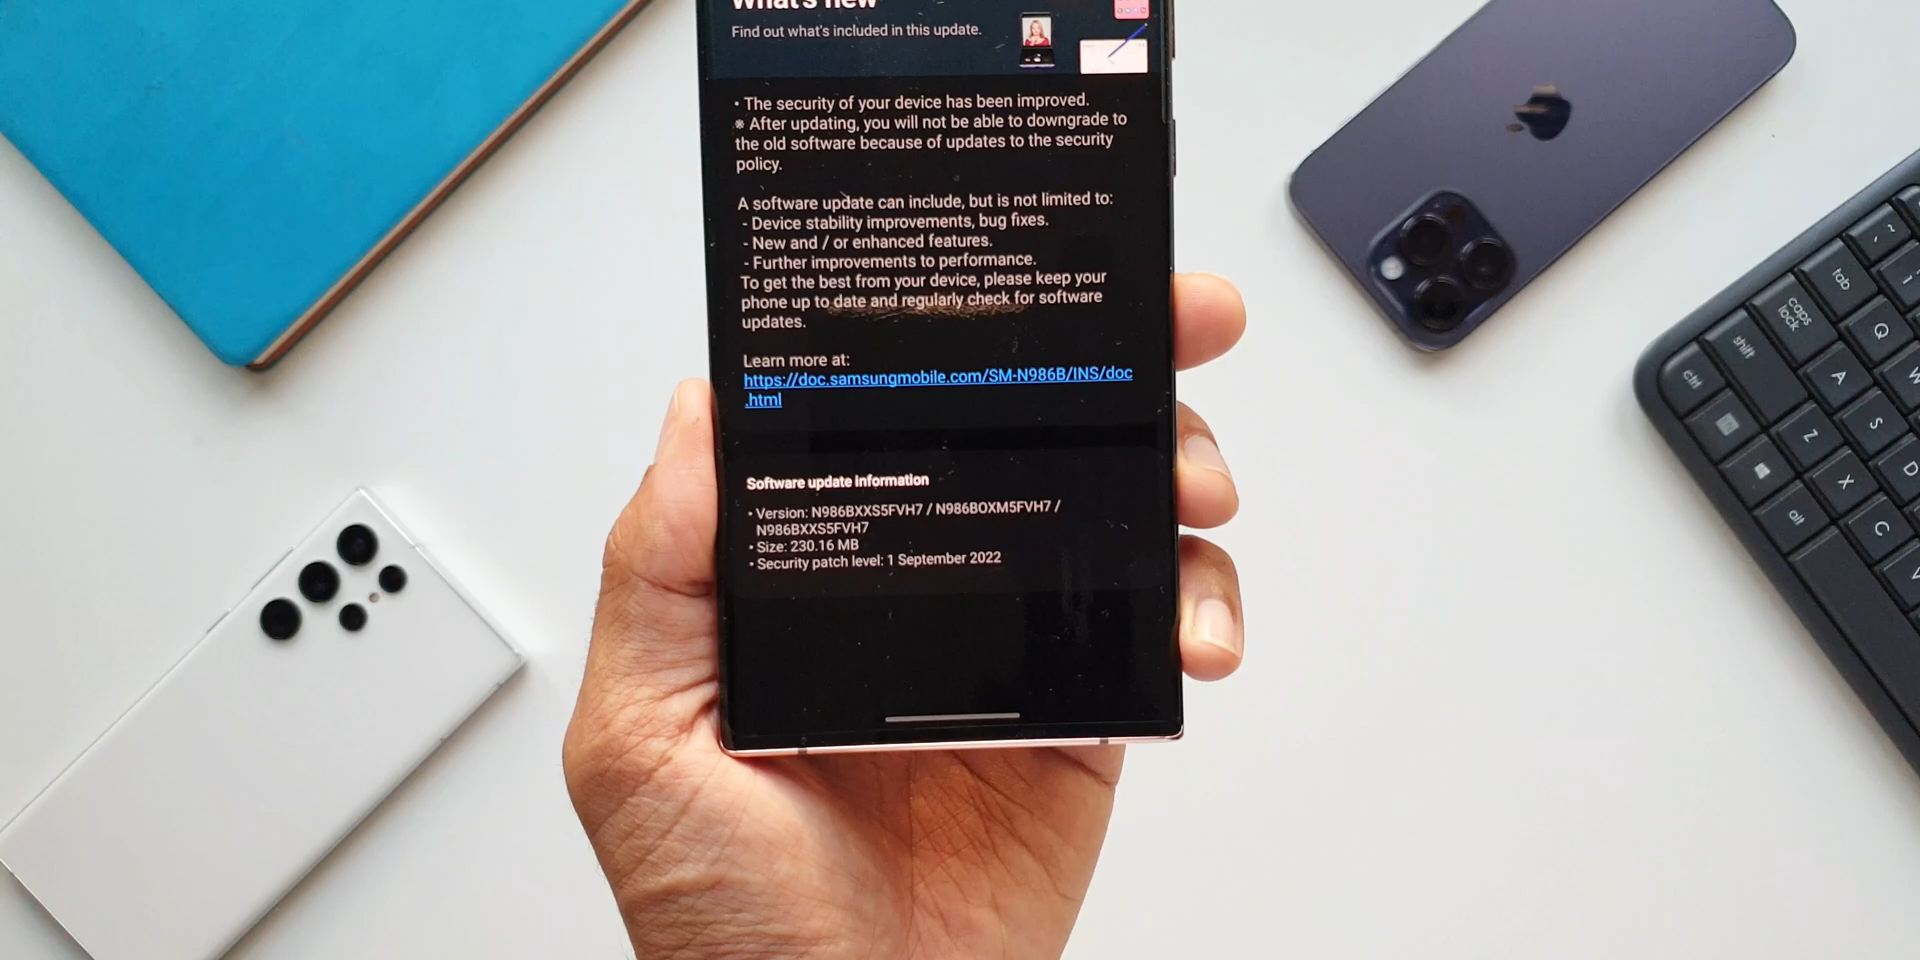 What's new
Find out what's included in this update.
• The security of your device has been improved.
※ After updating, you will not be able to downgrade to
the old software because of updates to the security
policy.
A software update can include, but is not limited to:
- Device stability improvements, bug fixes.
- New and / or enhanced features.
- Further improvements to performance.
To get the best from your device, please keep your
phone up to date and regularly check for software
updates.
Learn more at:
https://doc.samsungmobile.com/SM-N986B/INS/doc
.html
Software update information
• Version: N986BXXS5FVH7 / N986BOXM5FVH7 /
N986BXXS5FVH7
• Size: 230.16 MB
• Security patch level: 1 September 2022
tab
caps
lock
Q
shift
A
W
ctrl
Z
S
X
D
alt
C
V